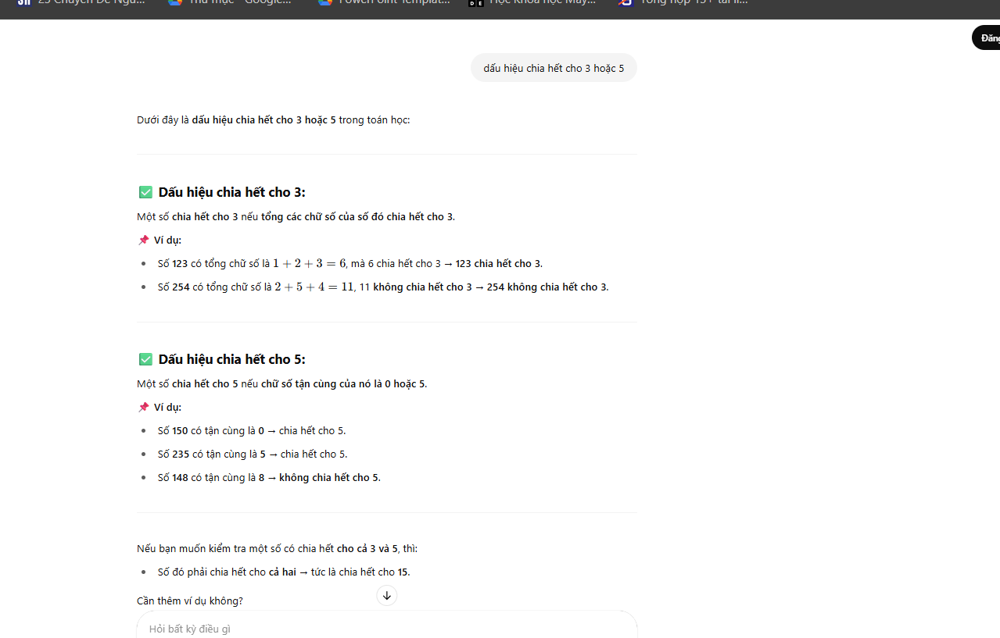 25 Chuyên Đề Ngữ...
Thư mục - Google...
PowerPoint Templat...
Học Khoa học Máy...
Tổng hợp 15+ tài li...
Đăng
dấu hiệu chia hết cho 3 hoặc 5
Dưới đây là dấu hiệu chia hết cho 3 hoặc 5 trong toán học:
✅ Dấu hiệu chia hết cho 3:
Một số chia hết cho 3 nếu tổng các chữ số của số đó chia hết cho 3.
📌 Ví dụ:
• Số 123 có tổng chữ số là 1 + 2 + 3 = 6, mà 6 chia hết cho 3 → 123 chia hết cho 3.
• Số 254 có tổng chữ số là 2 + 5 + 4 = 11, 11 không chia hết cho 3 → 254 không chia hết cho 3.
✅ Dấu hiệu chia hết cho 5:
Một số chia hết cho 5 nếu chữ số tận cùng của nó là 0 hoặc 5.
📌 Ví dụ:
• Số 150 có tận cùng là 0 → chia hết cho 5.
• Số 235 có tận cùng là 5 → chia hết cho 5.
• Số 148 có tận cùng là 8 → không chia hết cho 5.
Nếu bạn muốn kiểm tra một số có chia hết cho cả 3 và 5, thì:
• Số đó phải chia hết cho cả hai → tức là chia hết cho 15.
Cần thêm ví dụ không?
Hỏi bất kỳ điều gì